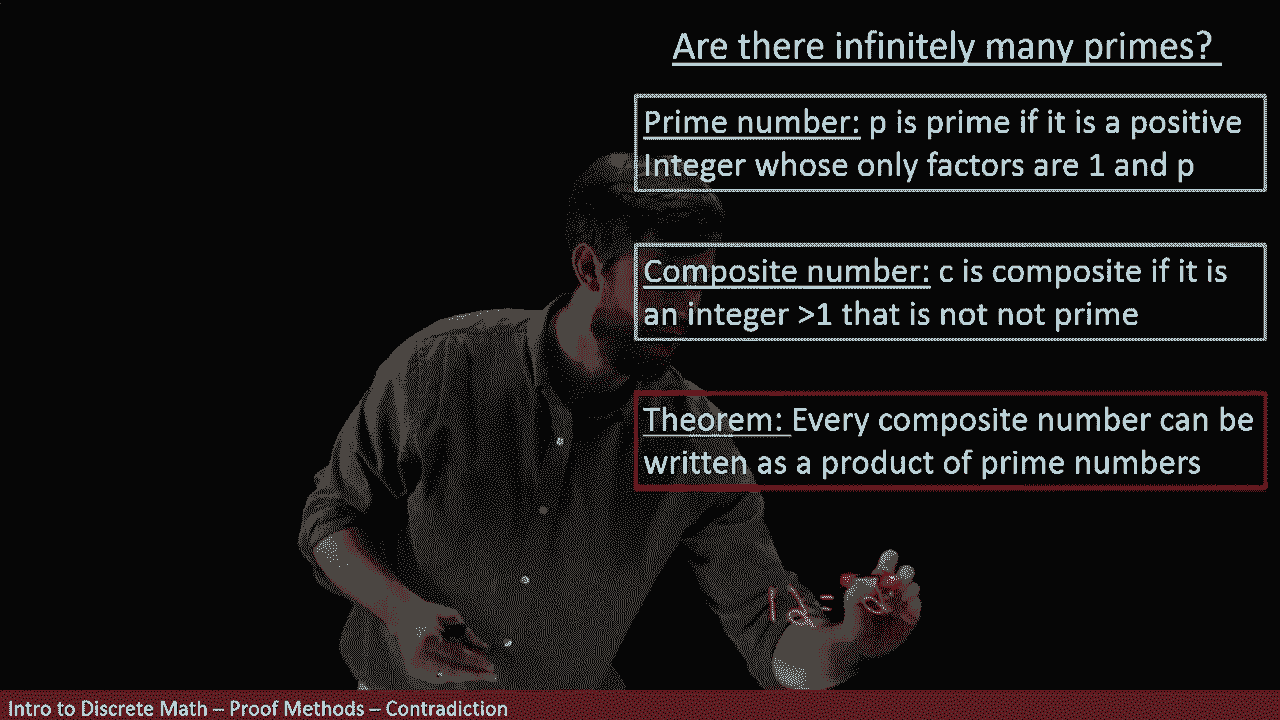 Are there infinitely many primes?
Prime number: p is prime if it is a positive
Integer whose only factors are 1 and p
Composite number: c is composite if it is
an integer >1 that is not not prime
Theorem: Every composite number can be
written as a product of prime numbers
12 =
Intro to Discrete Math – Proof Methods – Contradiction